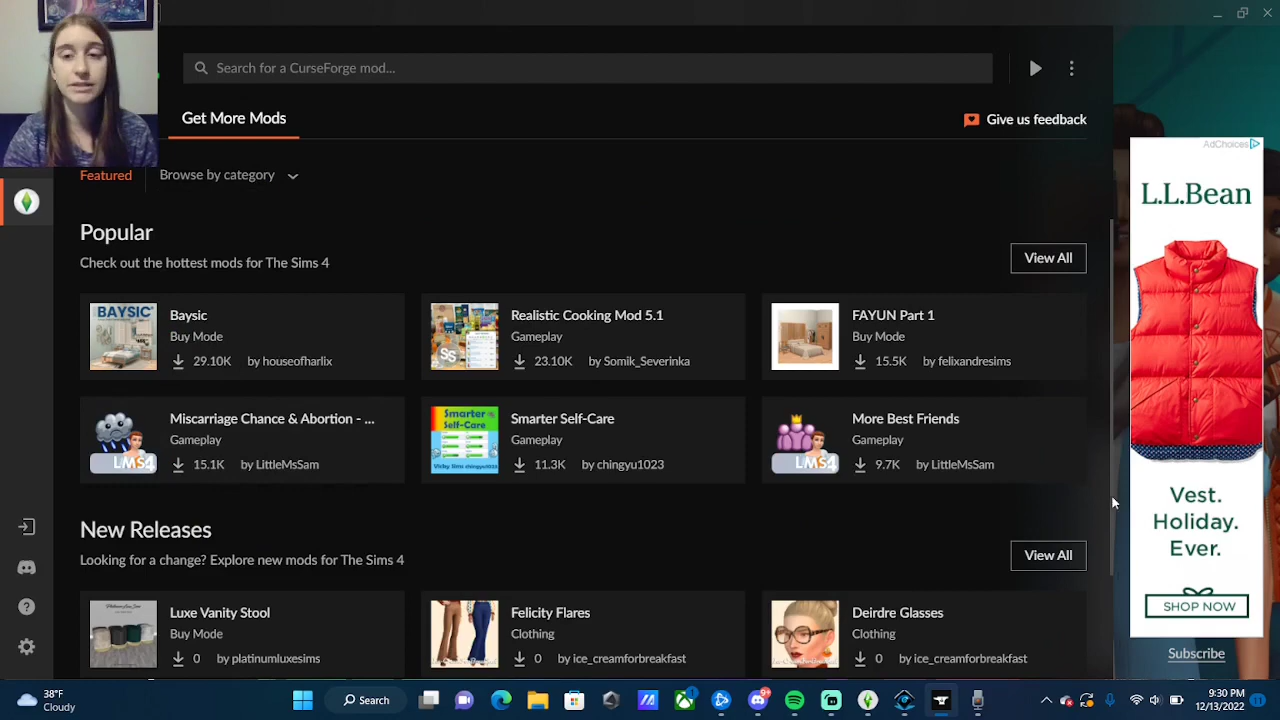 Search for a CurseForge mod...
Get More Mods
Give us feedback
Featured
Browse by category
Popular
Check out the hottest mods for The Sims 4
View All
Baysic
Buy Mode
29.10K by houseofharlix
Realistic Cooking Mod 5.1
Gameplay
23.10K by Somik_Severinka
FAYUN Part 1
Buy Mode
15.5K by felixandresims
Miscarriage Chance & Abortion - ...
Gameplay
15.1K by LittleMsSam
Smarter Self-Care
Gameplay
11.3K by chingyu1023
More Best Friends
Gameplay
9.7K by LittleMsSam
BAYSIC
SS
LMS4
Smarter
Self-Care
Vicky Sims chingyu1023
LMS4
New Releases
Looking for a change? Explore new mods for The Sims 4
View All
Luxe Vanity Stool
Buy Mode
0 by platinumluxesims
Felicity Flares
Clothing
0 by ice_creamforbreakfast
Deirdre Glasses
Clothing
0 by ice_creamforbreakfast
AdChoices
L.L.Bean
Vest.
Holiday.
Ever.
SHOP NOW
Subscribe
38°F
Cloudy
Search
1
9+
9:30 PM
12/13/2022
11